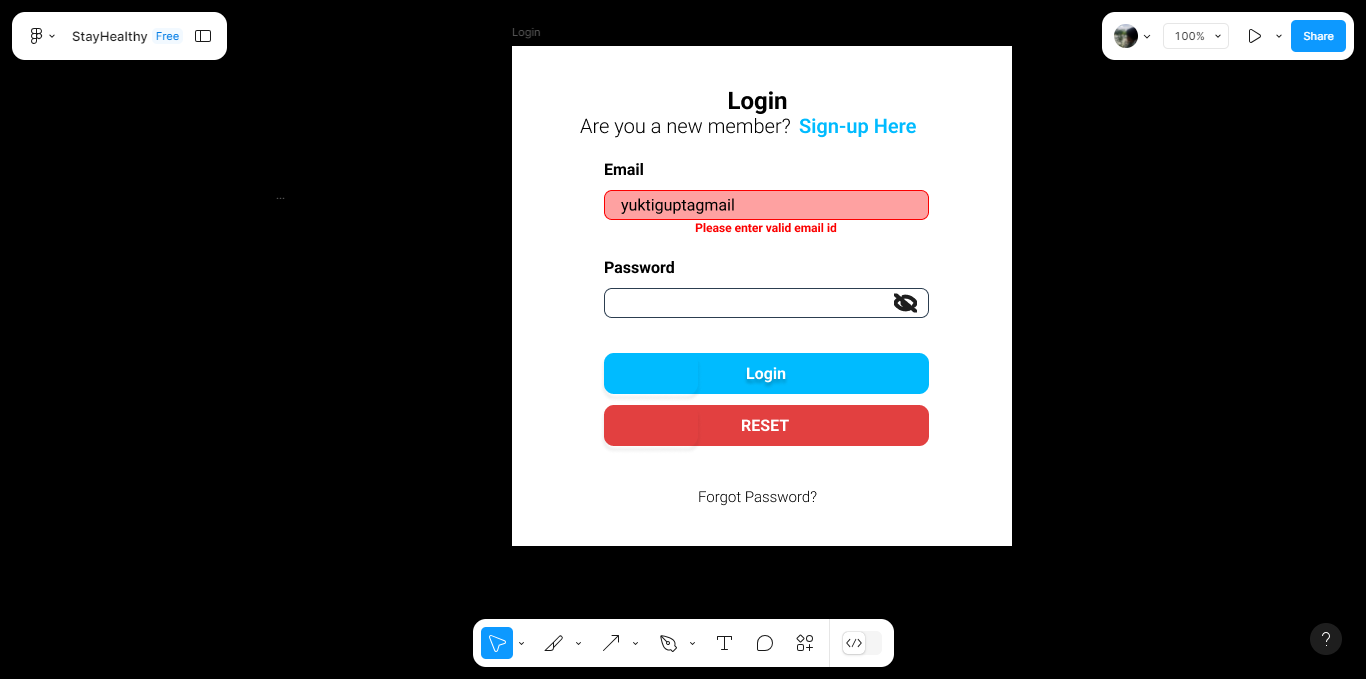 StayHealthy Free
100%
Share
Login
Login
Are you a new member? Sign-up Here
Email
yuktiguptagmail
Please enter valid email id
Password
Login
RESET
Forgot Password?
...
?